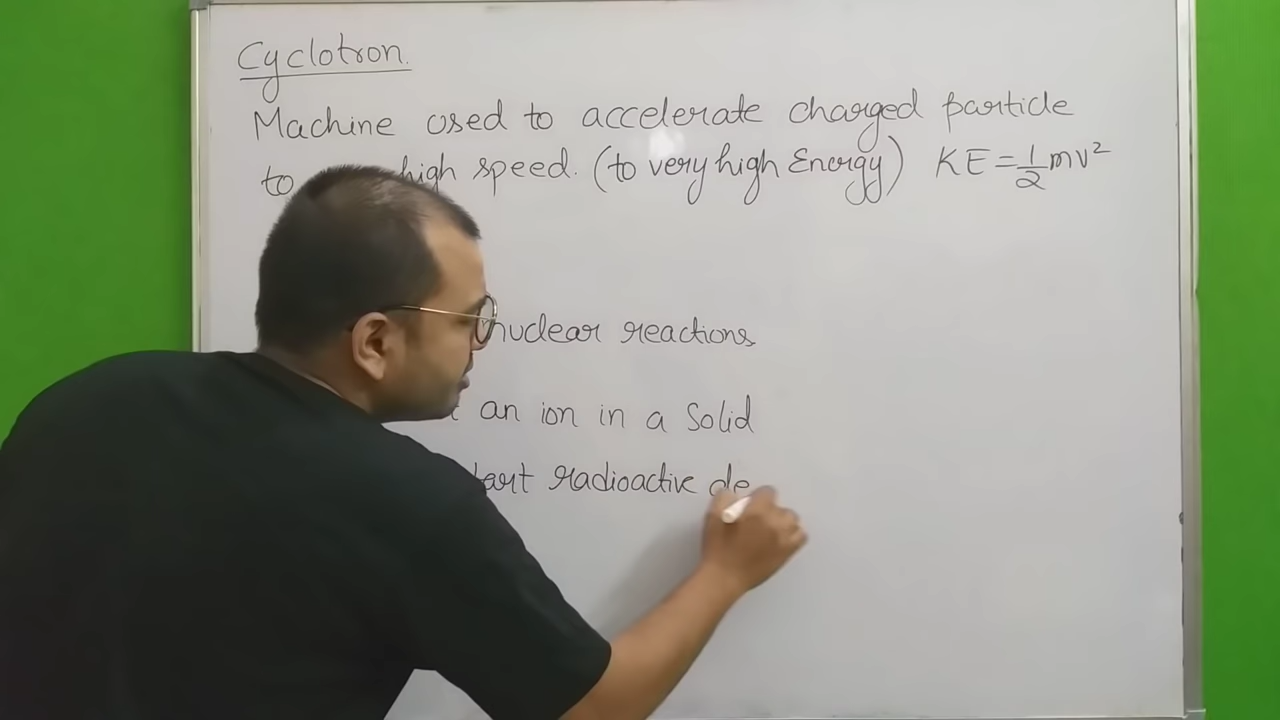 Cyclotron.
Machine used to accelerate charged particle
to high speed. (to very high Energy) KE = 1/2 mv²
nuclear reactions
an ion in a Solid
radioactive de